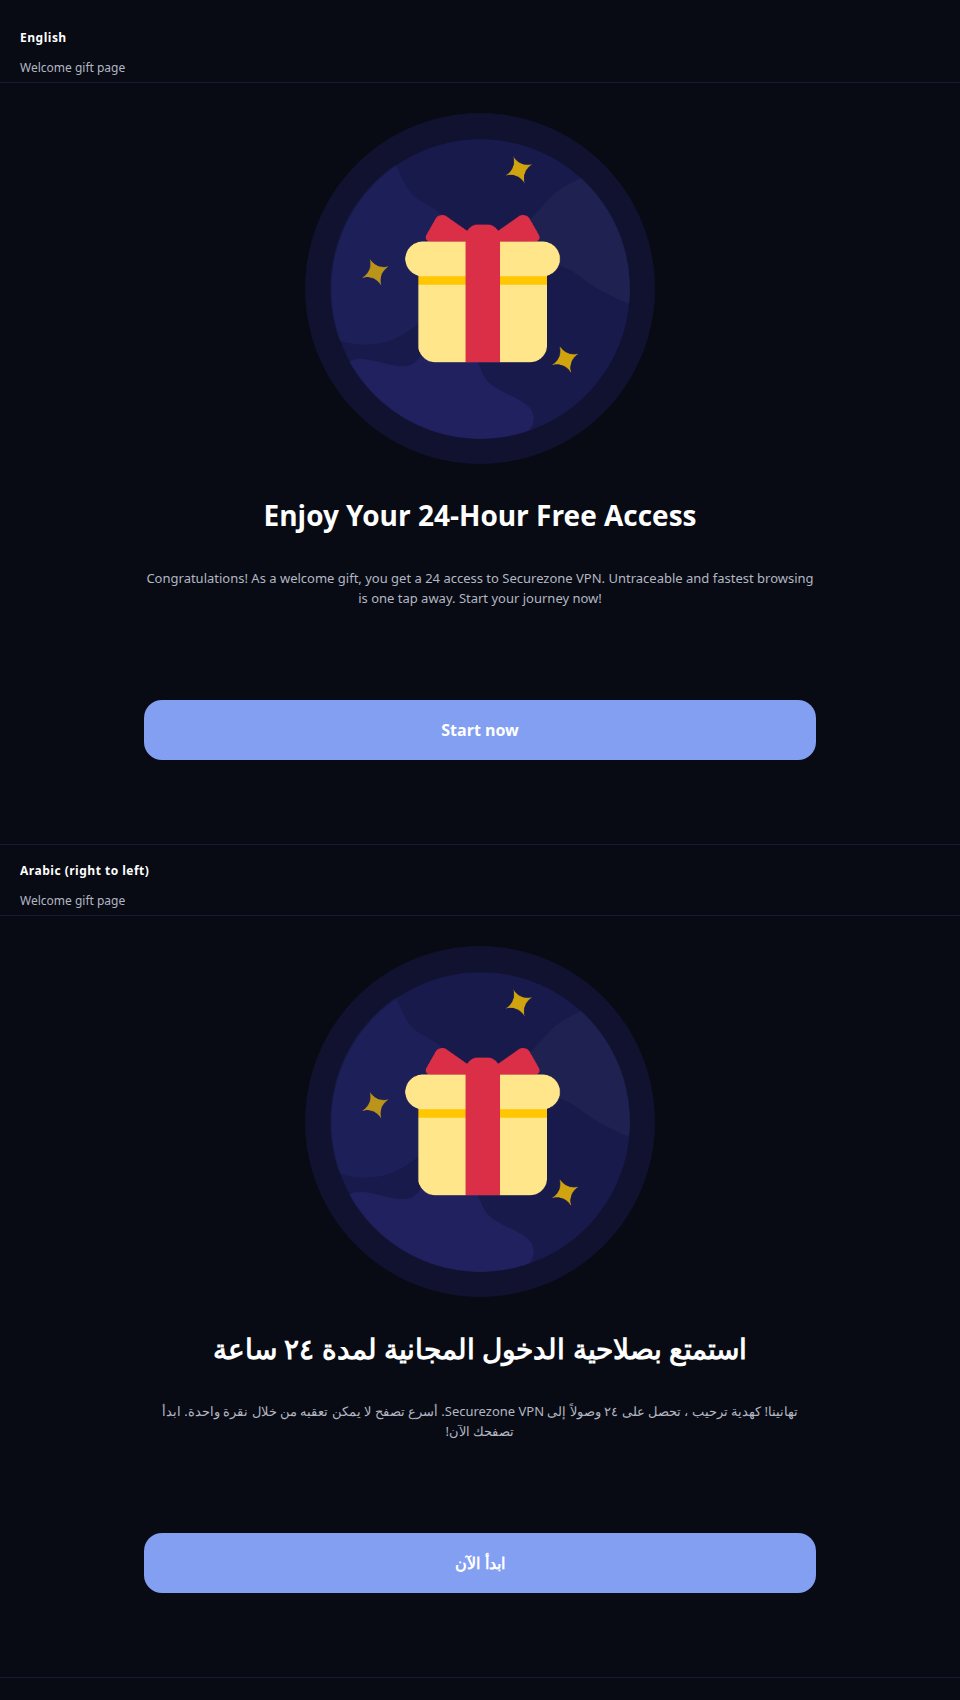 English
Welcome gift page
Enjoy Your 24-Hour Free Access
Congratulations! As a welcome gift, you get a 24 access to Securezone VPN. Untraceable and fastest browsing
is one tap away. Start your journey now!
Start now
Arabic (right to left)
Welcome gift page
استمتع بصلاحية الدخول المجانية لمدة ٢٤ ساعة
تهانينا! كهدية ترحيب ، تحصل على ٢٤ وصولاً إلى Securezone VPN. أسرع تصفح لا يمكن تعقبه من خلال نقرة واحدة. ابدأ
تصفحك الآن!
ابدأ الآن